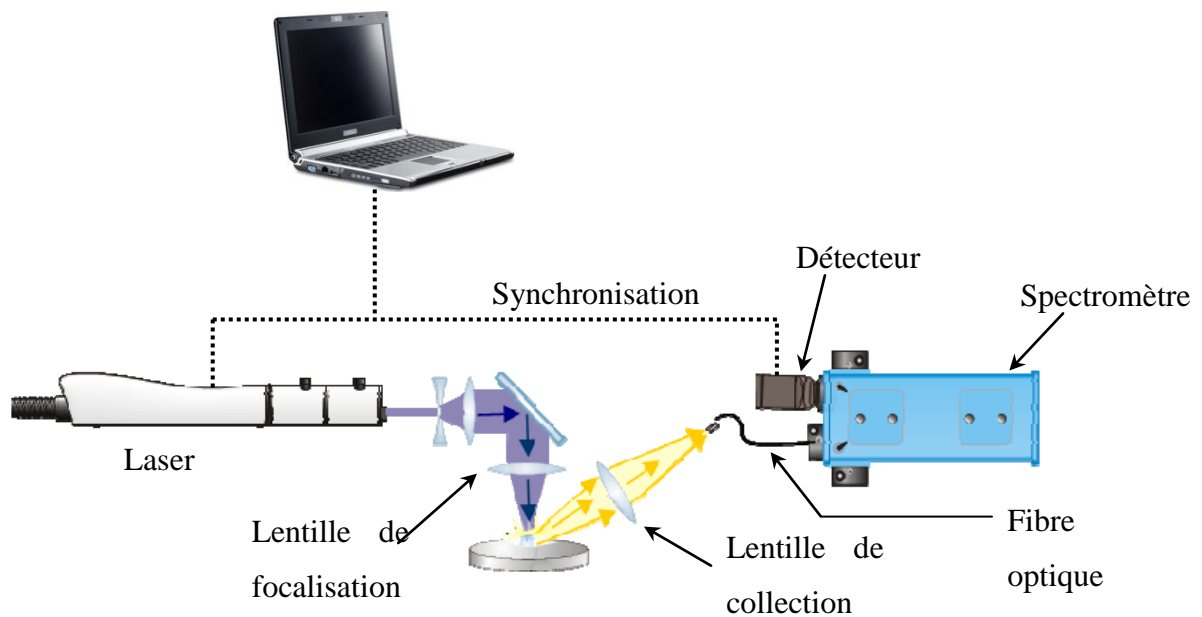 Détecteur
Synchronisation
Spectromètre
Laser
Lentille de
focalisation
Lentille de
collection
Fibre
optique